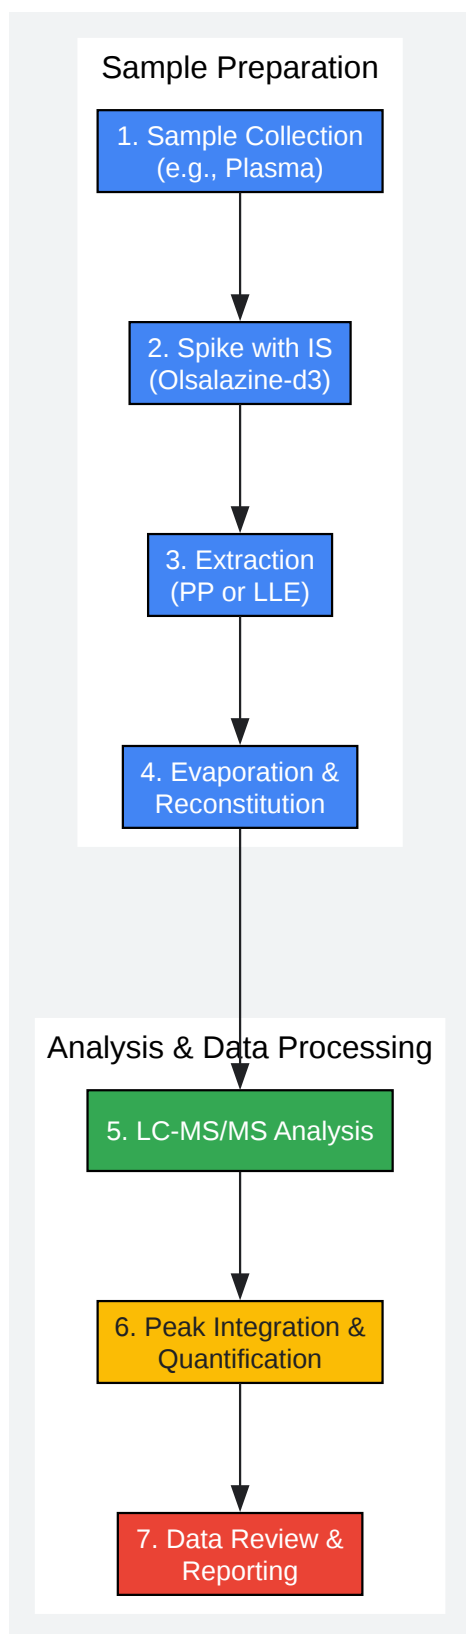 Sample Preparation
1. Sample Collection
(e.g., Plasma)
2. Spike with IS
(Olsalazine-d3)
3. Extraction
(PP or LLE)
4. Evaporation &
Reconstitution
Analysis & Data Processing
5. LC-MS/MS Analysis
6. Peak Integration &
Quantification
7. Data Review &
Reporting